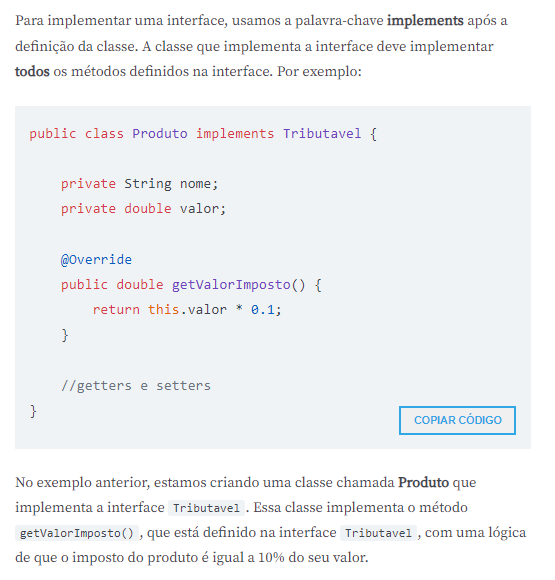 Para implementar uma interface, usamos a palavra-chave implements após a
definição da classe. A classe que implementa a interface deve implementar
todos os métodos definidos na interface. Por exemplo:
public class Produto implements Tributavel {
    private String nome;
    private double valor;
    @Override
    public double getValorImposto() {
        return this.valor * 0.1;
    }
    //getters e setters
}
COPIAR CÓDIGO
No exemplo anterior, estamos criando uma classe chamada Produto que
implementa a interface Tributavel. Essa classe implementa o método
getValorImposto(), que está definido na interface Tributavel, com uma lógica
de que o imposto do produto é igual a 10% do seu valor.